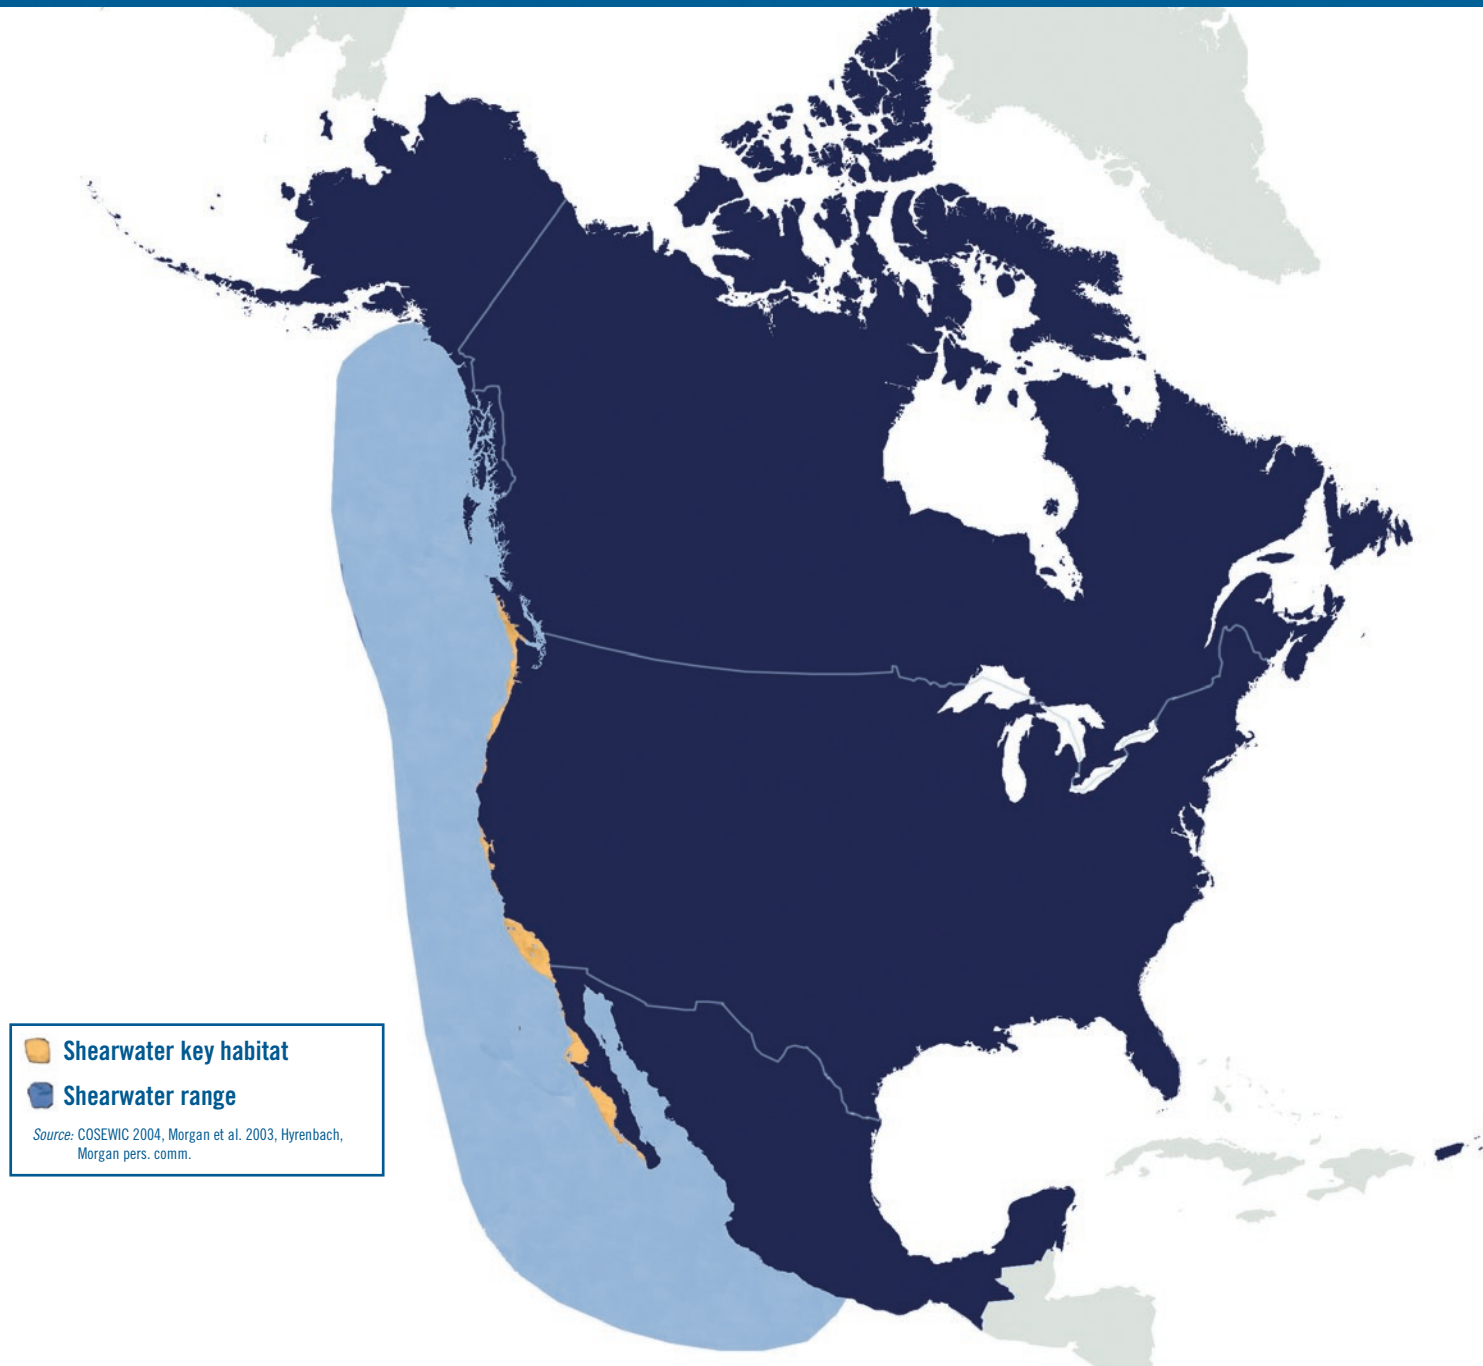 Shearwater key habitat
Shearwater range
Source: COSEWIC 2004, Morgan et al. 2003, Hyrenbach,
Morgan pers. comm.